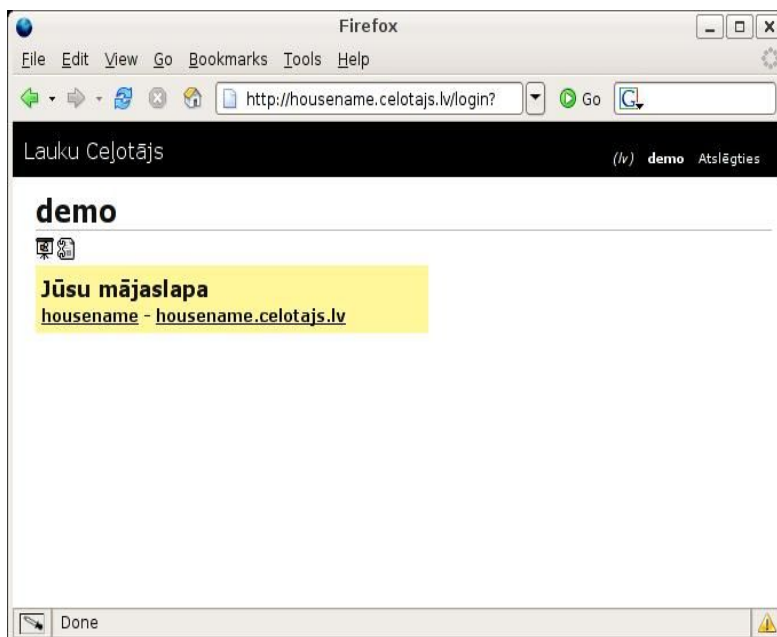 Firefox
File Edit View Go Bookmarks Tools Help
http://housename.celotajs.lv/login? Go G
Lauku Ceļotājs (lv) demo Atslēgties
demo
Jūsu mājaslapa
housename - housename.celotajs.lv
Done